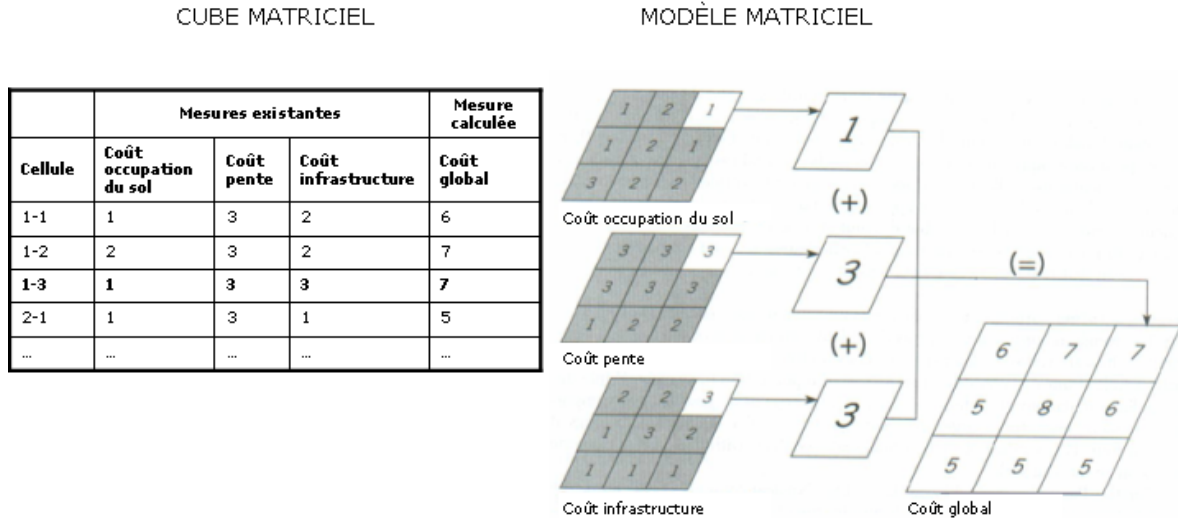 CUBE MATRICIEL
MODÈLE MATRICIEL
Mesures existantes
Mesure calculée
Cellule
Coût occupation du sol
Coût pente
Coût infrastructure
Coût global
1-1 1 3 2 6
1-2 2 3 2 7
1-3 1 3 3 7
2-1 1 3 1 5
... ... ... ... ...
1 2 1
1 2 1
3 2 2
Coût occupation du sol
1
(+)
3 3 3
3 3 3
1 2 2
Coût pente
3
(=)
(+)
2 2 3
1 3 2
1 1 1
Coût infrastructure
3
6 7 7
5 8 6
5 5 5
Coût global